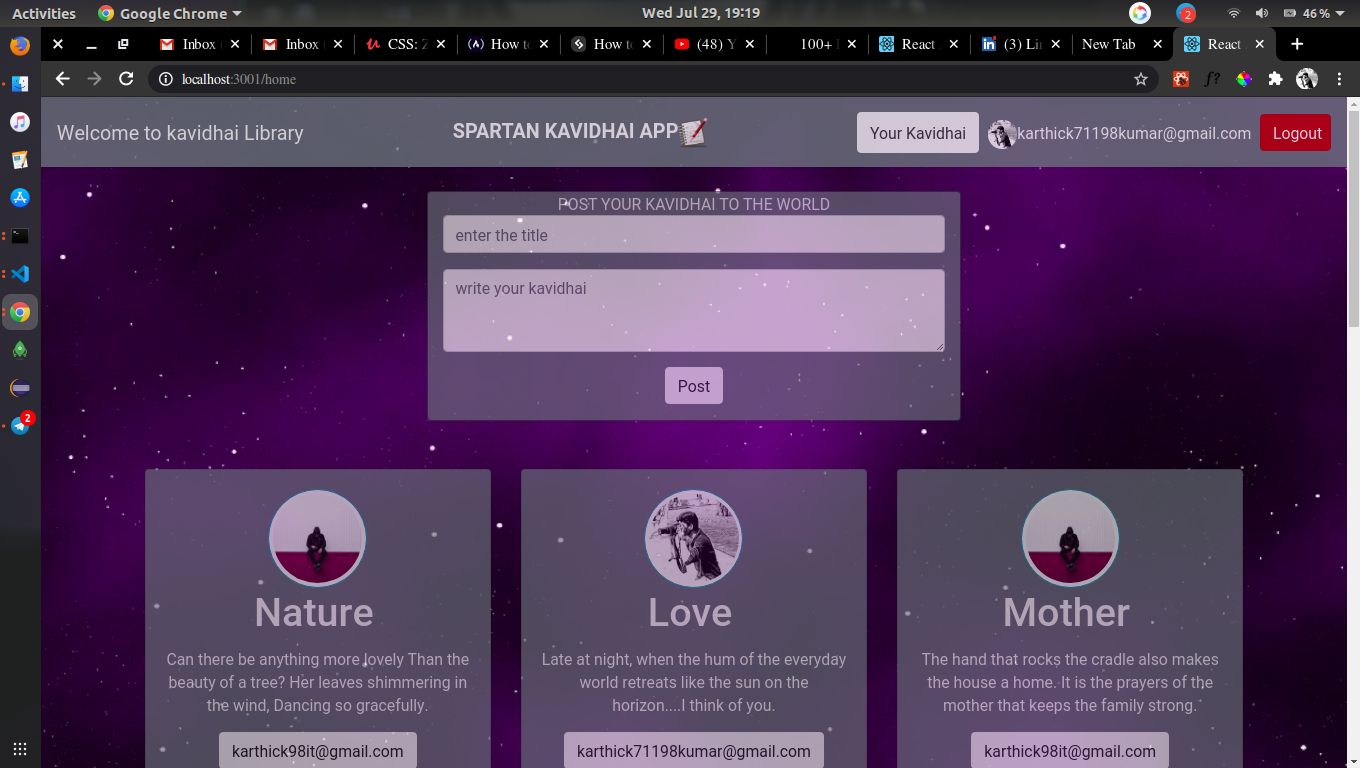 Activities Google Chrome Wed Jul 29, 19:19 2 46%
Inbox Inbox CSS: How to How to (48) Y 100+ React (3) Li New Tab React
localhost:3001/home f?
Welcome to kavidhai Library SPARTAN KAVIDHAI APP Your Kavidhai karthick71198kumar@gmail.com Logout
POST YOUR KAVIDHAI TO THE WORLD
enter the title
write your kavidhai
Post
2
Nature
Can there be anything more lovely Than the
beauty of a tree? Her leaves shimmering in
the wind, Dancing so gracefully.
karthick98it@gmail.com
Love
Late at night, when the hum of the everyday
world retreats like the sun on the
horizon....I think of you.
karthick71198kumar@gmail.com
Mother
The hand that rocks the cradle also makes
the house a home. It is the prayers of the
mother that keeps the family strong.
karthick98it@gmail.com